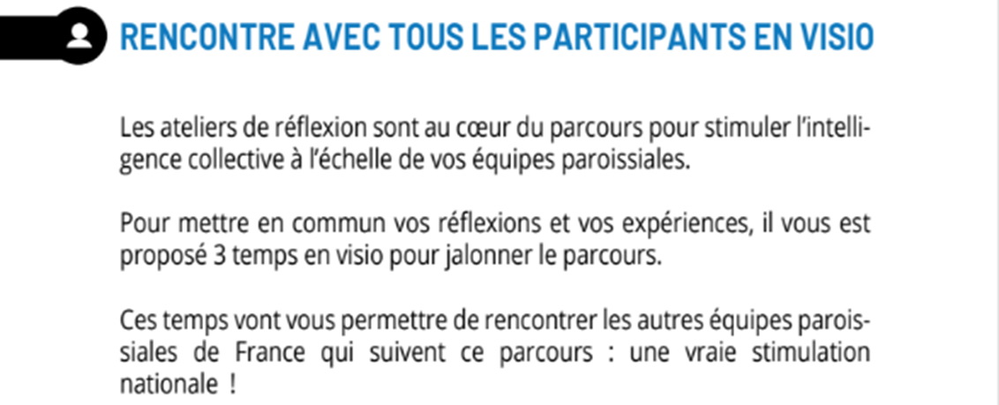 RENCONTRE AVEC TOUS LES PARTICIPANTS EN VISIO
Les ateliers de réflexion sont au cœur du parcours pour stimuler l'intelli-
gence collective à l'échelle de vos équipes paroissiales.
Pour mettre en commun vos réflexions et vos expériences, il vous est
proposé 3 temps en visio pour jalonner le parcours.
Ces temps vont vous permettre de rencontrer les autres équipes parois-
siales de France qui suivent ce parcours : une vraie stimulation
nationale !